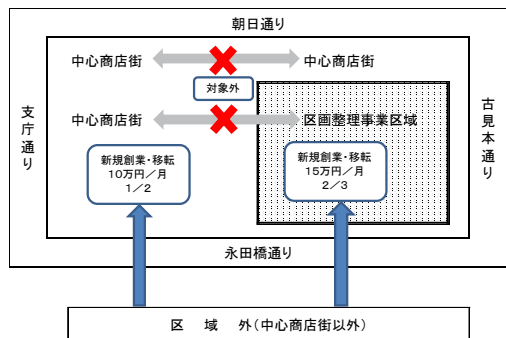 朝日通り
中心商店街
中心商店街
対象外
中心商店街
区画整理事業区域
支庁通り
古見本通り
新規創業・移転
10万円/月
1/2
新規創業・移転
15万円/月
2/3
永田橋通り
区域外(中心商店街以外)